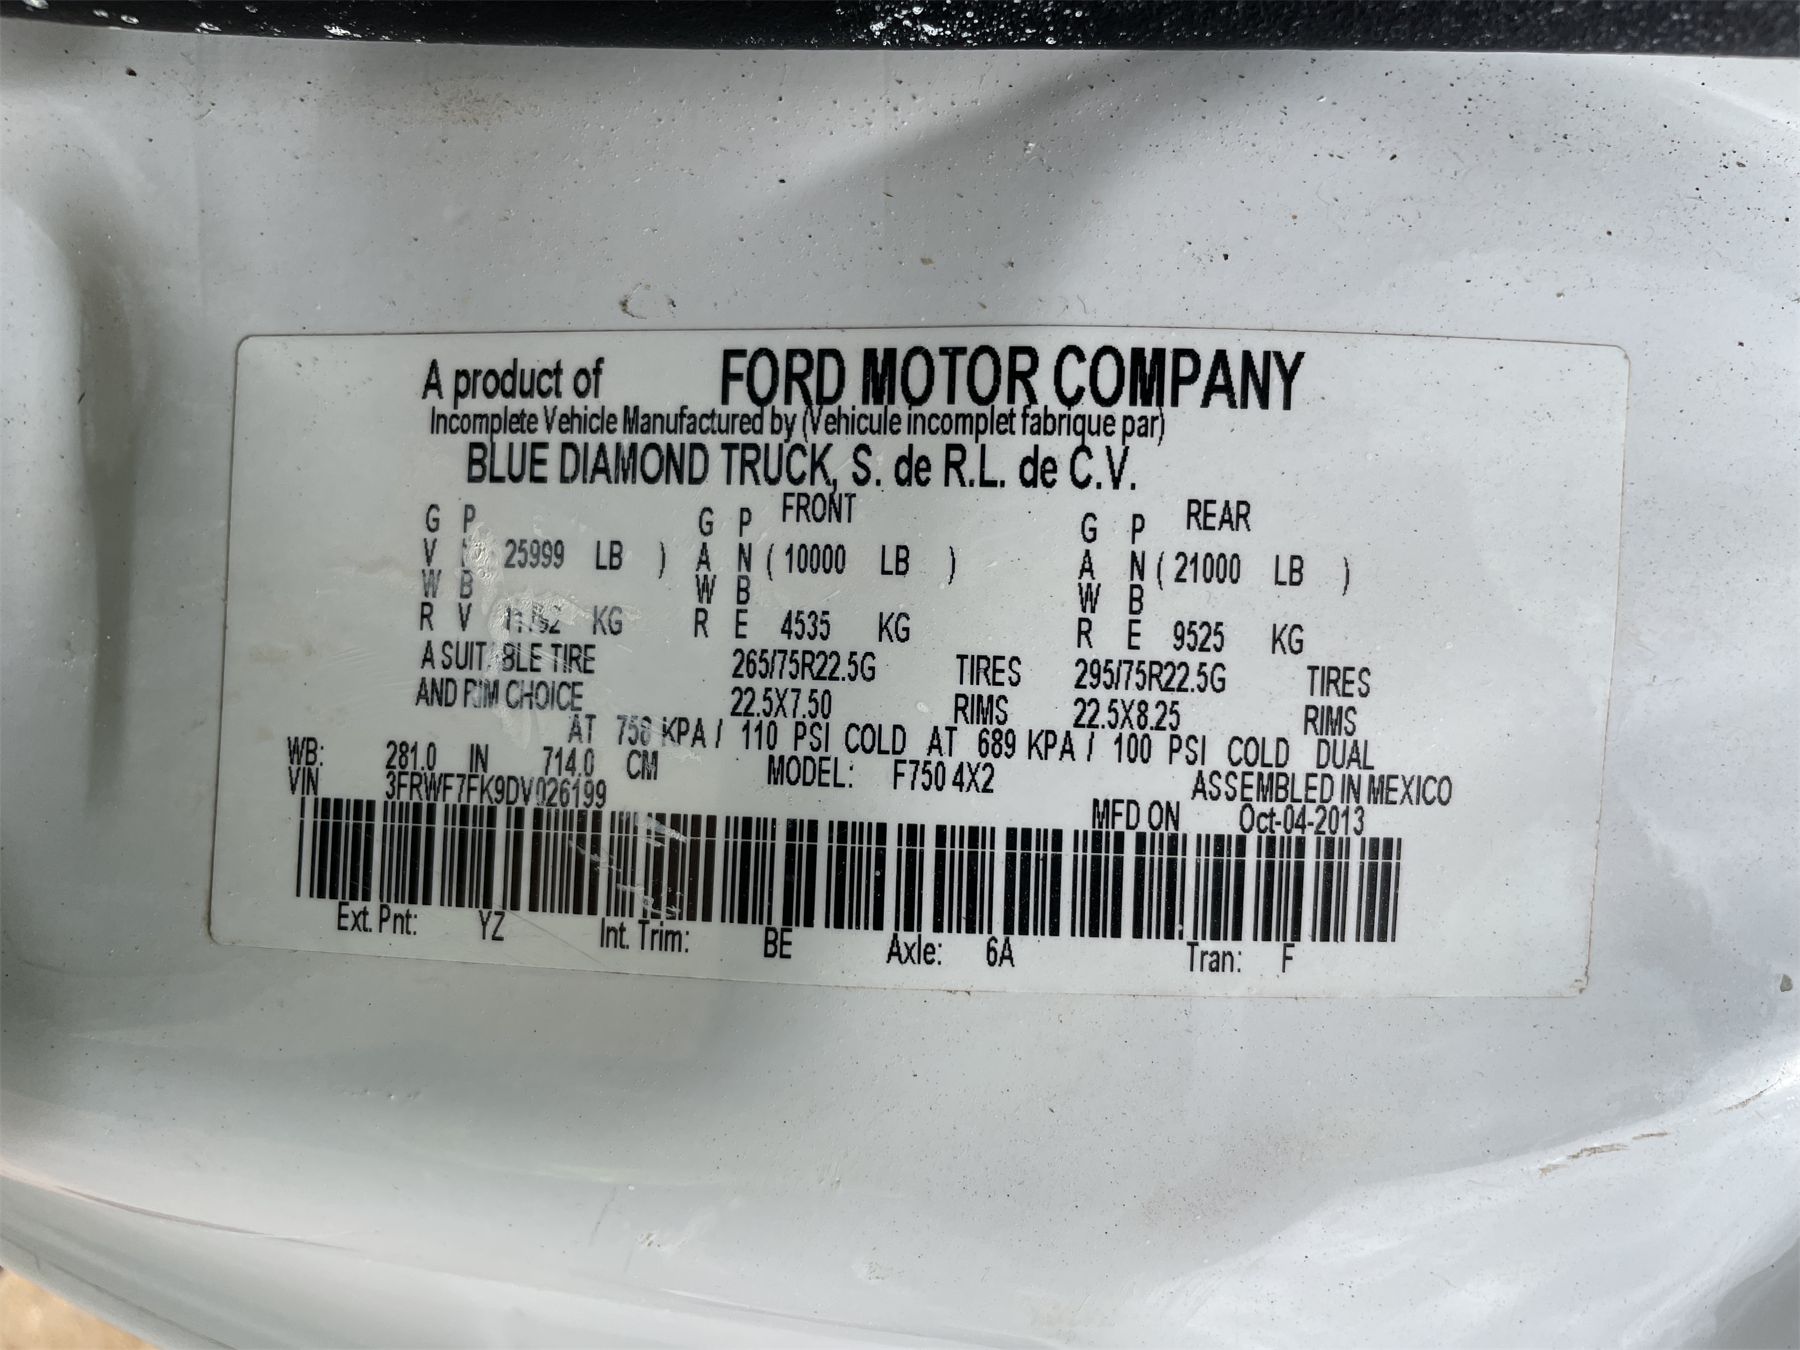 A product of FORD MOTOR COMPANY
Incomplete Vehicle Manufactured by (Vehicule incomplet fabrique par)
BLUE DIAMOND TRUCK, S. de R.L. de C.V.
G P G P FRONT G P REAR
V 25999 LB ) A N ( 10000 LB ) A N ( 21000 LB )
W B W B W B
R V KG R E 4535 KG R E 9525 KG
A SUITABLE TIRE 265/75R22.5G TIRES 295/75R22.5G TIRES
AND RIM CHOICE 22.5X7.50 RIMS 22.5X8.25 RIMS
AT 758 KPA / 110 PSI COLD AT 689 KPA / 100 PSI COLD DUAL
WB: 281.0 IN 714.0 CM MODEL: F750 4X2 ASSEMBLED IN MEXICO
VIN 3FRWF7FK9DV026199 MFD ON Oct-04-2013
Ext. Pnt: YZ Int. Trim: BE Axle: 6A Tran: F